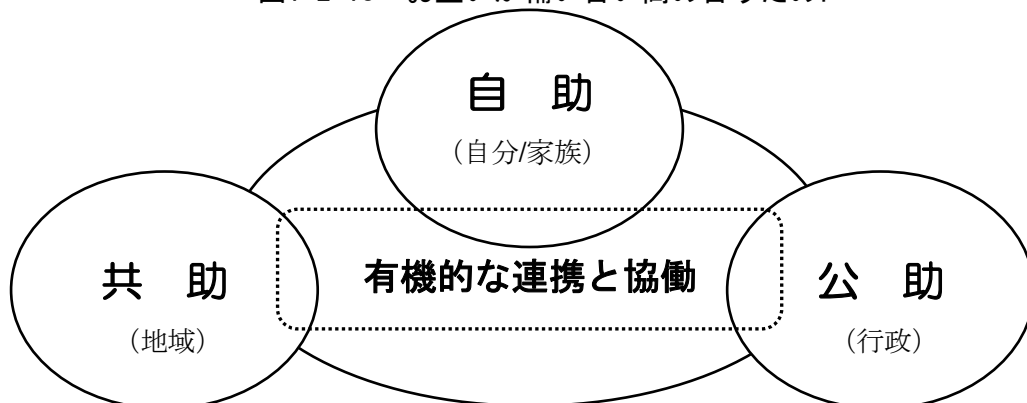 自 助
（自分/家族）
共 助
（地域）
有機的な連携と協働
公 助
（行政）